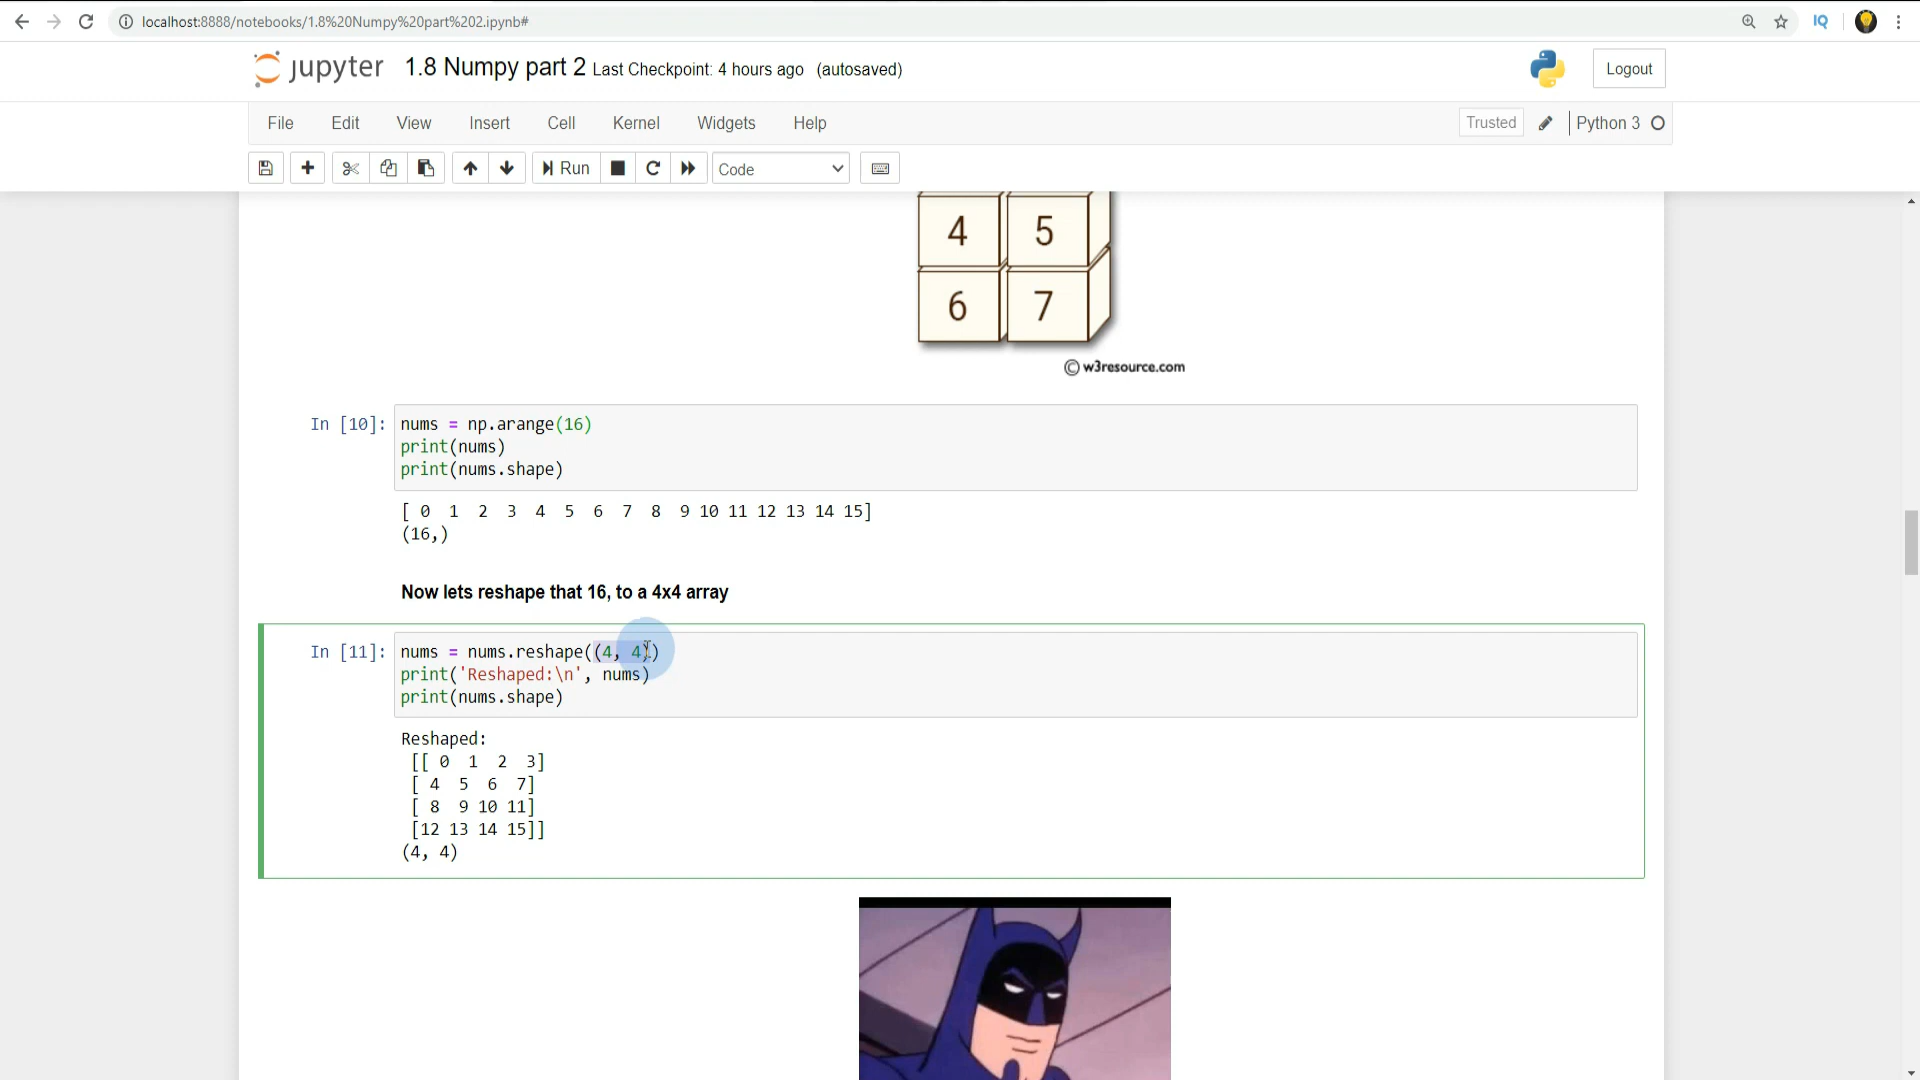 localhost:8888/notebooks/1.8%20Numpy%20part%202.ipynb#
IQ
jupyter 1.8 Numpy part 2 Last Checkpoint: 4 hours ago (autosaved)
Logout
File Edit View Insert Cell Kernel Widgets Help
Trusted Python 3
Run Code
4 5
6 7
© w3resource.com
In [10]: nums = np.arange(16)
print(nums)
print(nums.shape)
[ 0 1 2 3 4 5 6 7 8 9 10 11 12 13 14 15]
(16,)
Now lets reshape that 16, to a 4x4 array
In [11]: nums = nums.reshape((4, 4))
print('Reshaped:\n', nums)
print(nums.shape)
Reshaped:
[[ 0 1 2 3]
[ 4 5 6 7]
[ 8 9 10 11]
[12 13 14 15]]
(4, 4)